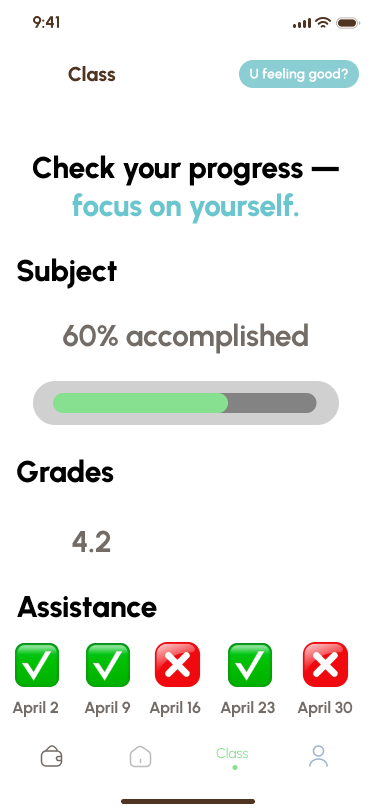 9:41
Class
U feeling good?
Check your progress —
focus on yourself.
Subject
60% accomplished
Grades
4.2
Assistance
April 2 April 9 April 16 April 23 April 30
Class